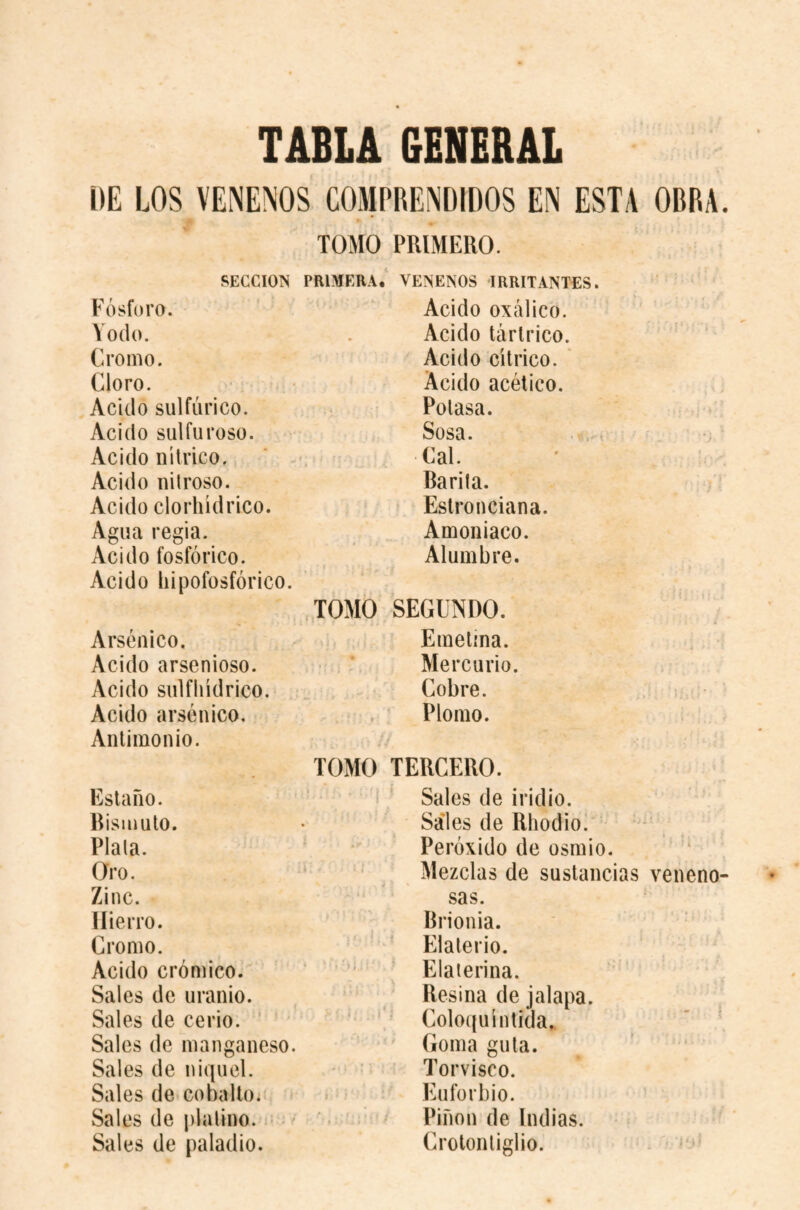 TABLA GENERAL
DE LOS VENENOS COMPRENDIDOS EN ESTA OBRA.
TOMO PRIMERO.
SECCION PRIMERA. VENENOS IRRITANTES.
Fósforo.
Yodo.
Cromo.
Cloro.
Acido sulfúrico.
Acido sulfuroso.
Acido nítrico.
Acido nitroso.
Acido clorhídrico.
Agua regia.
Acido fosfórico.
Acido hipofosfórico.
Acido oxálico.
Acido tártrico.
Acido cítrico.
Acido acético.
Potasa.
Sosa.
Cal.
Barita.
Estronciana.
Amoniaco.
Alumbre.
TOMO SEGUNDO.
Arsénico.
Acido arsenioso.
Acido sulfhídrico.
Acido arsénico.
Antimonio.
Emetina.
Mercurio.
Cobre.
Plomo.
TOMO TERCERO.
Estaño.
Bismuto.
Plata.
Oro.
Zinc.
Hierro.
Cromo.
Acido crómico.
Sales de uranio.
Sales de cerio.
Sales de manganeso.
Sales de niquel.
Sales de cobalto.
Sales de platino.
Sales de paladio.
Sales de iridio.
Sales de Rhodio.
Peróxido de osmio.
Mezclas de sustancias veneno-
sas.
Brionia.
Elaterio.
Elaterina.
Resina de jalapa.
Coloquíntida.
Goma guta.
Torvisco.
Euforbio.
Piñon de Indias.
Crotontiglio.